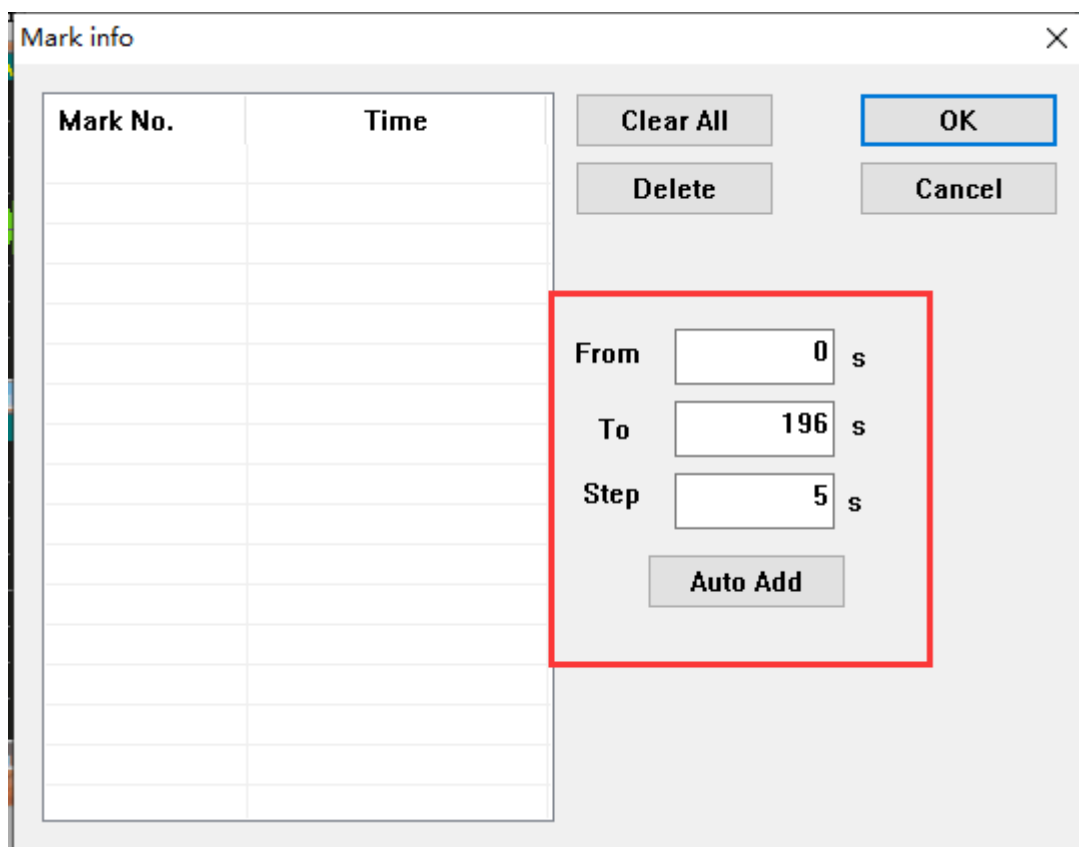 Mark info
Mark No. Time
Clear All OK
Delete Cancel
From 0 s
To 196 s
Step 5 s
Auto Add